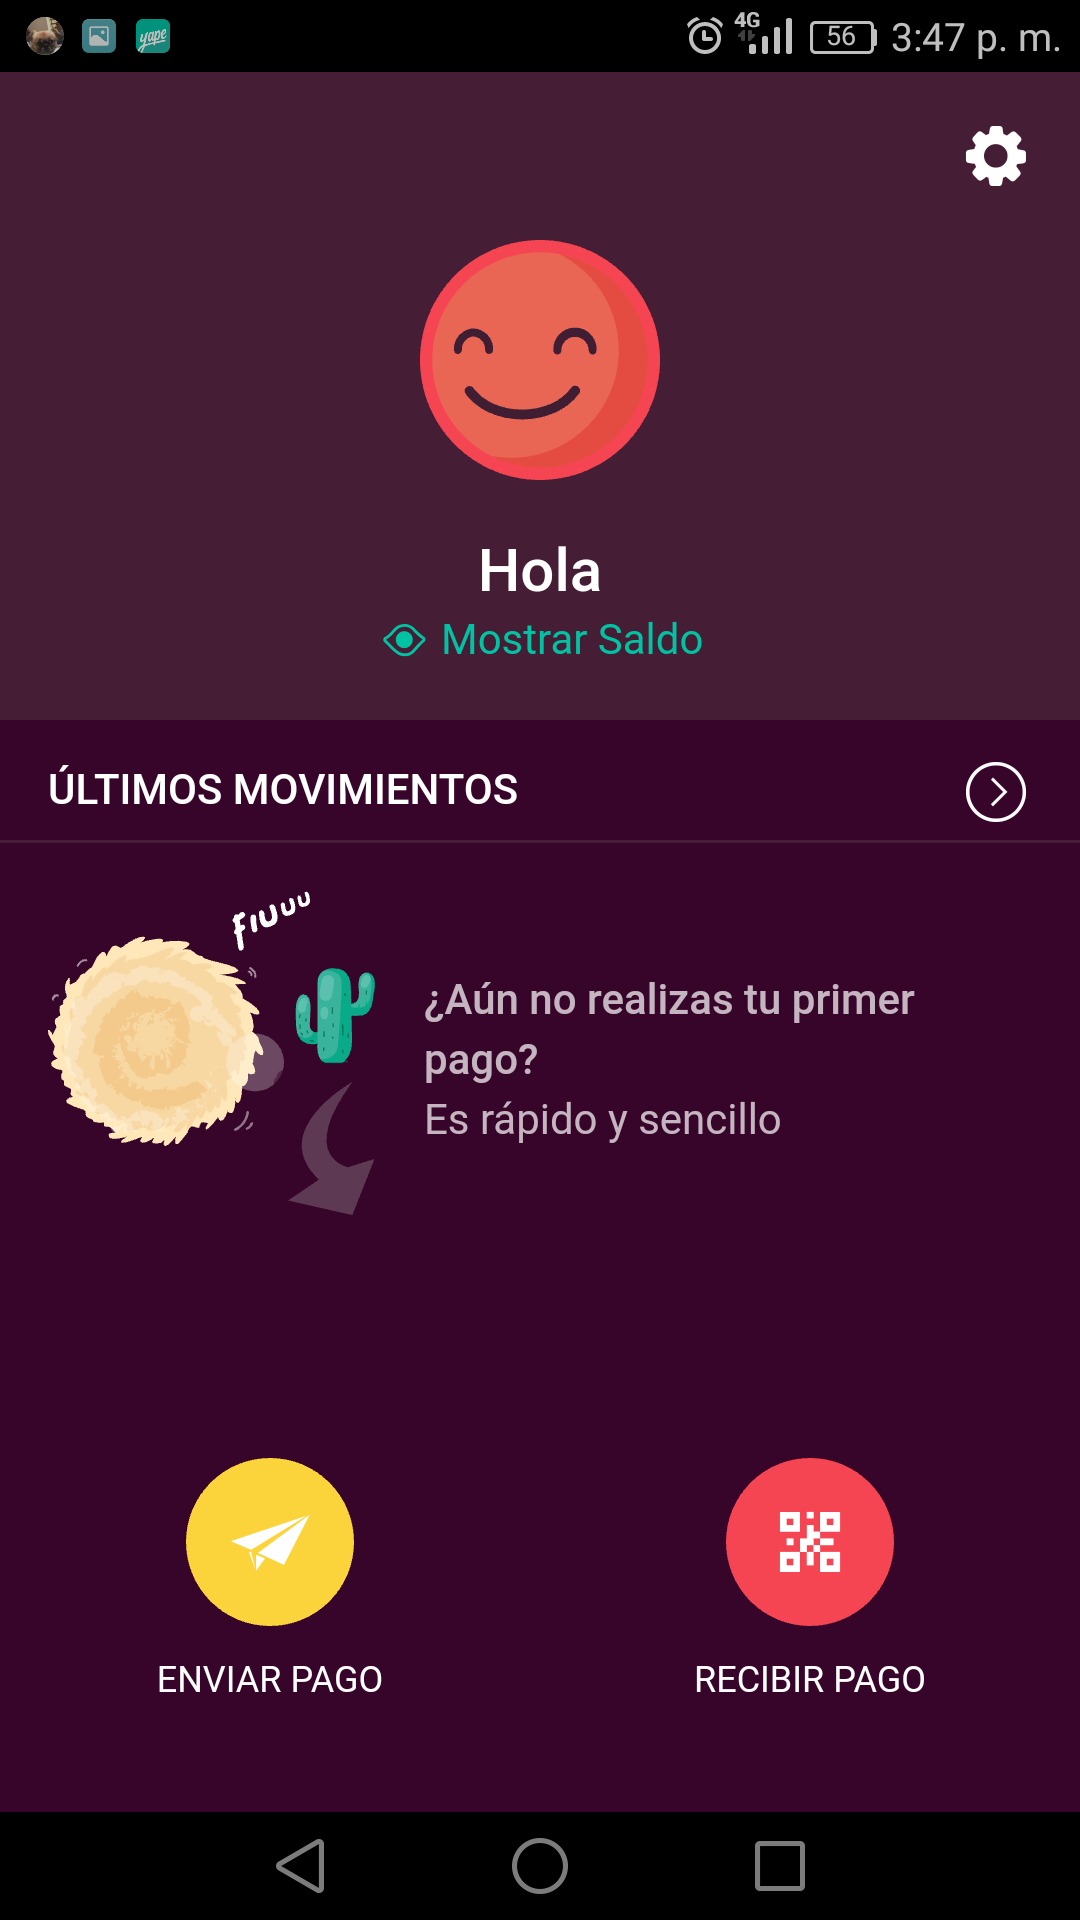 yape
4G
56
3:47 p. m.
Hola
Mostrar Saldo
ÚLTIMOS MOVIMIENTOS
fiuuu
¿Aún no realizas tu primer
pago?
Es rápido y sencillo
ENVIAR PAGO
RECIBIR PAGO